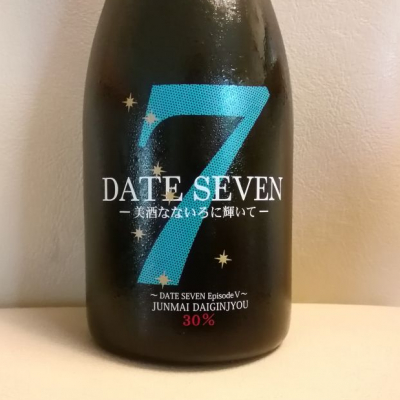 7
DATE SEVEN
－美酒なないろに輝いて－
～DATE SEVEN Episode V～
JUNMAI DAIGINJYOU
30%